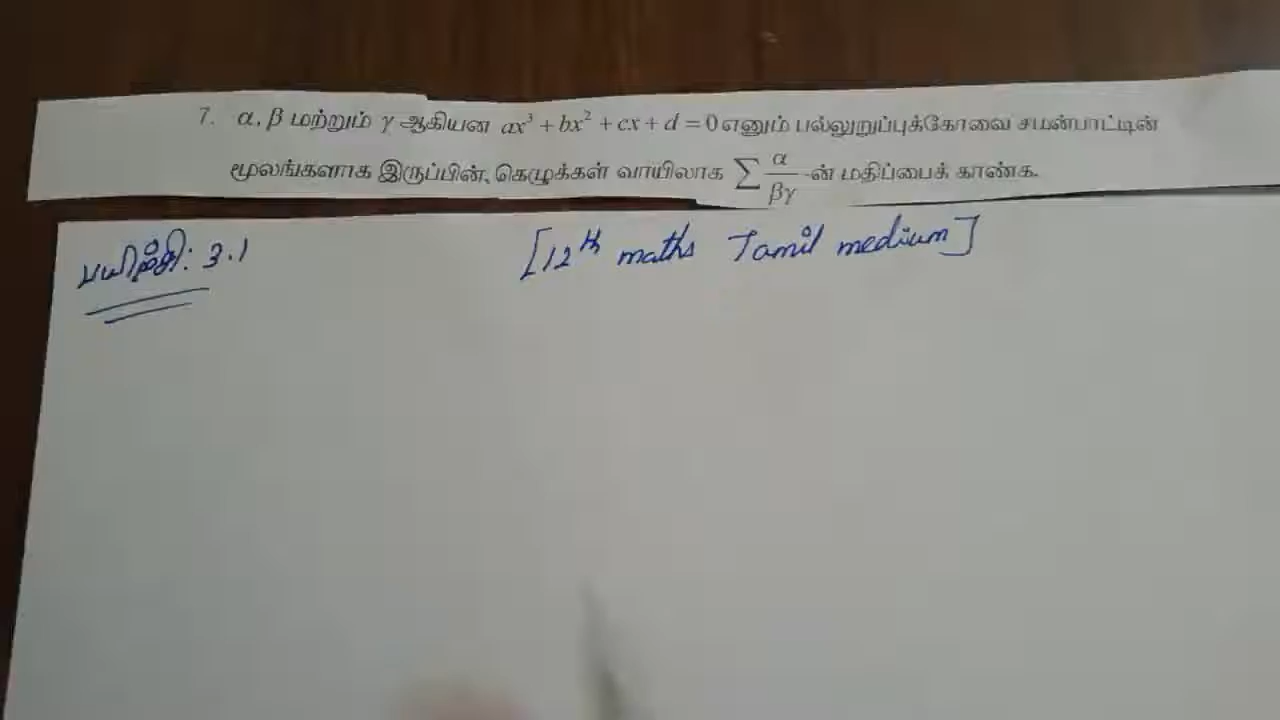 7. α, β மற்றும் γ ஆகியன ax³ + bx² + cx + d = 0 எனும் பல்லுறுப்புக்கோவை சமன்பாட்டின்
மூலங்களாக இருப்பின், கெழுக்கள் வாயிலாக ∑ α/βγ -ன் மதிப்பைக் காண்க.
பயிற்சி: 3.1 [12th maths Tamil medium]